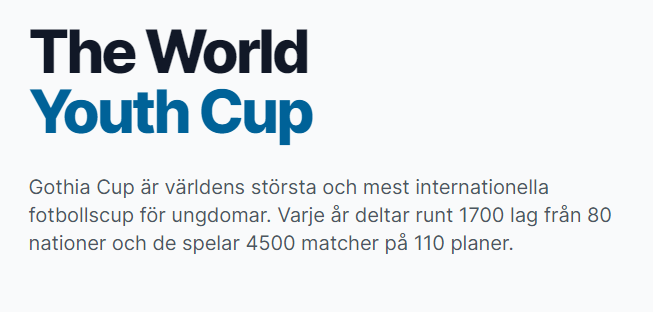 The World
Youth Cup
Gothia Cup är världens största och mest internationella
fotbollscup för ungdomar. Varje år deltar runt 1700 lag från 80
nationer och de spelar 4500 matcher på 110 planer.